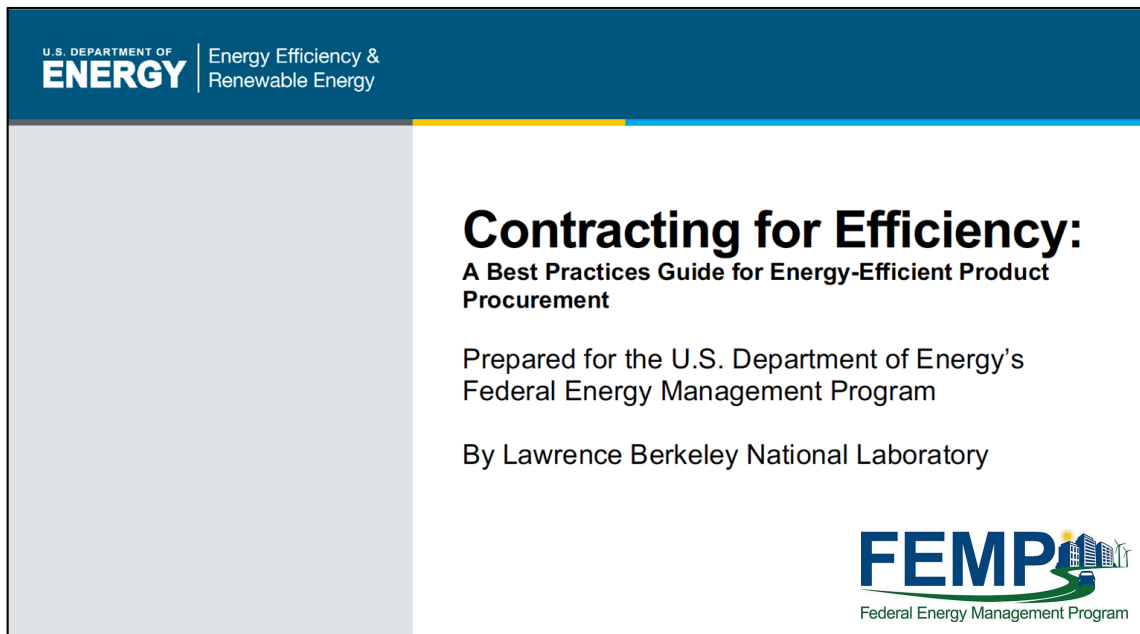 U.S. DEPARTMENT OF
ENERGY
Energy Efficiency &
Renewable Energy
Contracting for Efficiency:
A Best Practices Guide for Energy-Efficient Product
Procurement
Prepared for the U.S. Department of Energy’s
Federal Energy Management Program
By Lawrence Berkeley National Laboratory
FEMP
Federal Energy Management Program